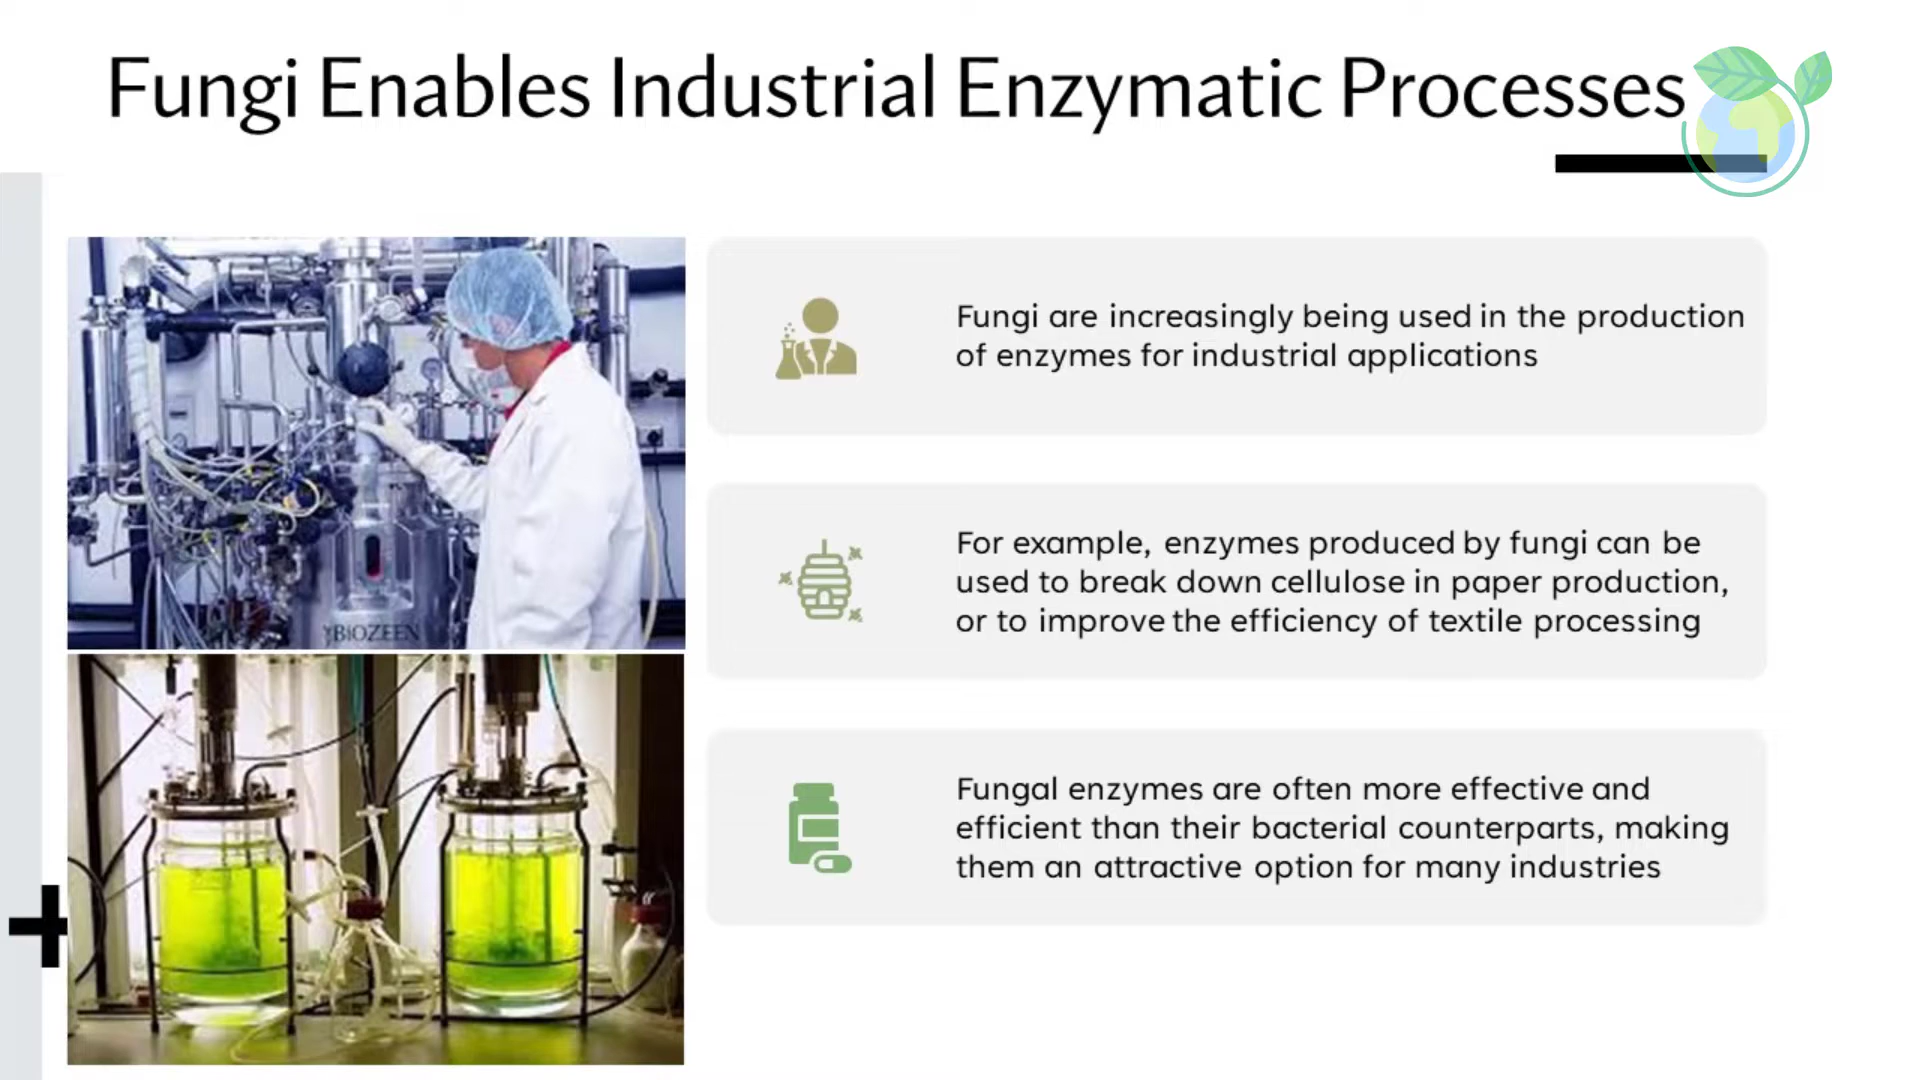 Fungi Enables Industrial Enzymatic Processes
Fungi are increasingly being used in the production
of enzymes for industrial applications
For example, enzymes produced by fungi can be
used to break down cellulose in paper production,
or to improve the efficiency of textile processing
Fungal enzymes are often more effective and
efficient than their bacterial counterparts, making
them an attractive option for many industries
BiOZEEN